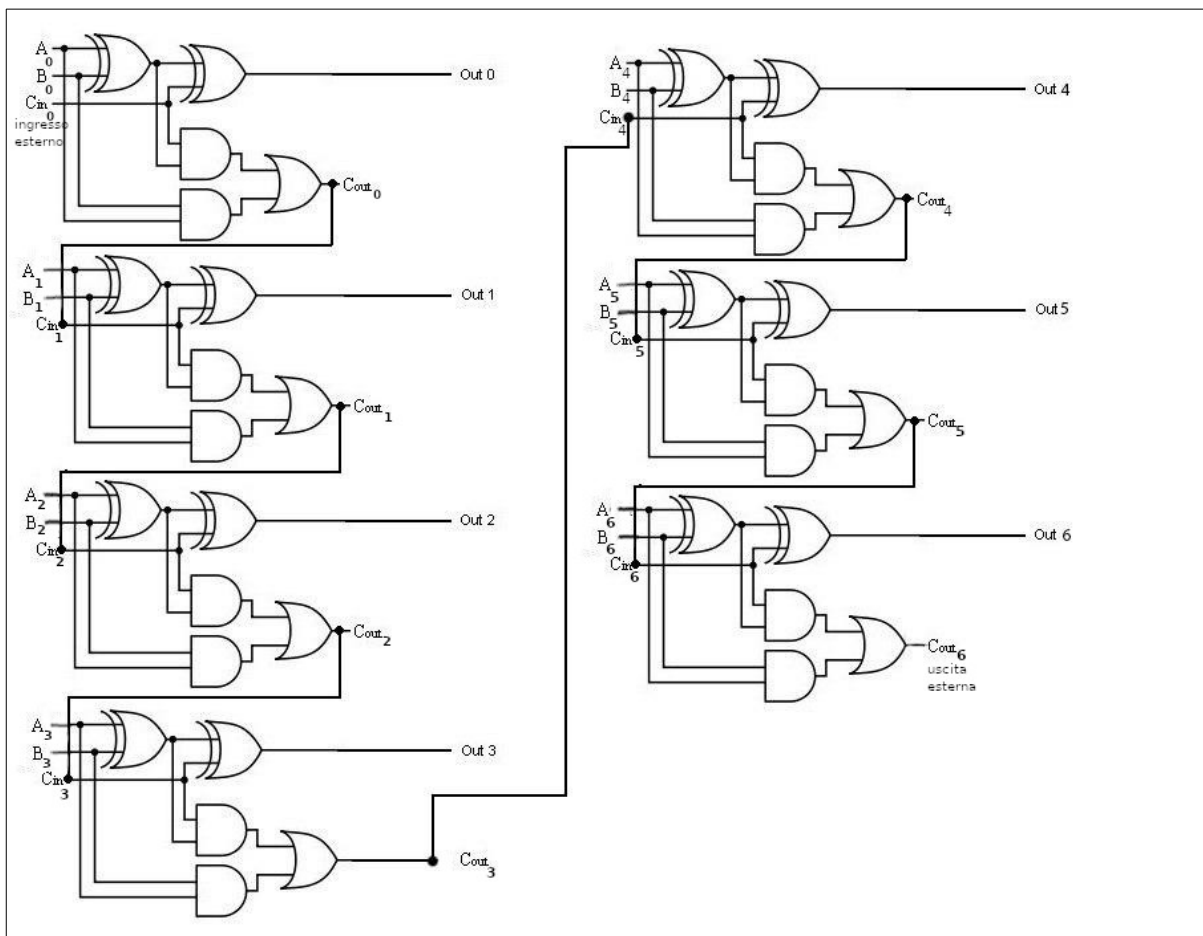 A0
B0
Cin0
ingresso
esterno
Out 0
Cout0
A1
B1
Cin1
Out 1
Cout1
A2
B2
Cin2
Out 2
Cout2
A3
B3
Cin3
Out 3
Cout3
A4
B4
Cin4
Out 4
Cout4
A5
B5
Cin5
Out 5
Cout5
A6
B6
Cin6
Out 6
Cout6
uscita
esterna